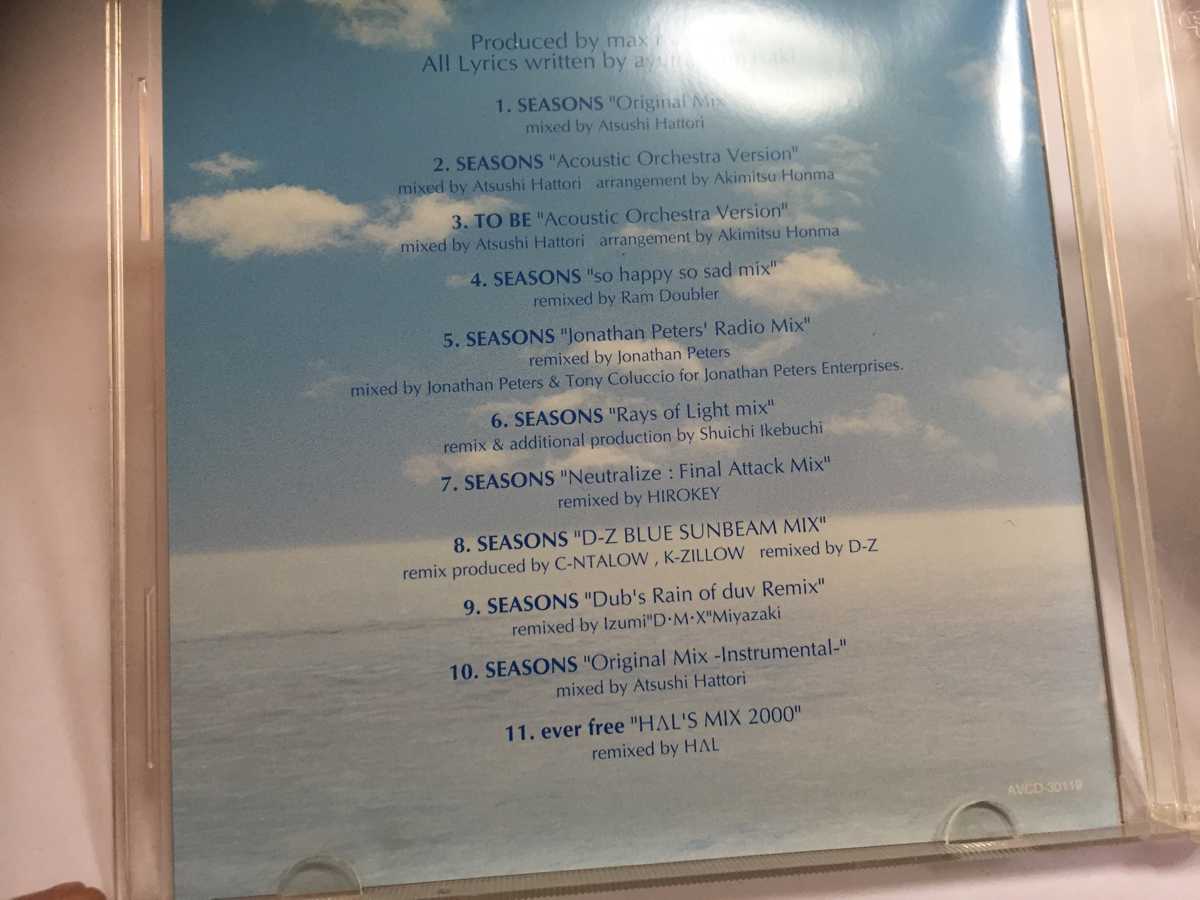 Produced by max
All Lyrics written by
1. SEASONS "Original Mix
mixed by Atsushi Hattori
2. SEASONS "Acoustic Orchestra Version"
mixed by Atsushi Hattori arrangement by Akimitsu Honma
3. TO BE "Acoustic Orchestra Version"
mixed by Atsushi Hattori arrangement by Akimitsu Honma
4. SEASONS "so happy so sad mix"
remixed by Ram Doubler
5. SEASONS "Jonathan Peters' Radio Mix"
remixed by Jonathan Peters
mixed by Jonathan Peters & Tony Coluccio for Jonathan Peters Enterprises.
6. SEASONS "Rays of Light mix"
remix & additional production by Shuichi Ikebuchi
7. SEASONS "Neutralize : Final Attack Mix"
remixed by HIROKEY
8. SEASONS "D-Z BLUE SUNBEAM MIX"
remix produced by C-NTALOW , K-ZILLOW remixed by D-Z
9. SEASONS "Dub's Rain of duv Remix"
remixed by Izumi"D·M·X"Miyazaki
10. SEASONS "Original Mix -Instrumental-"
mixed by Atsushi Hattori
11. ever free "HΛL'S MIX 2000"
remixed by HΛL
AVCD-30119